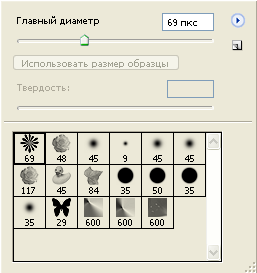 Главный диаметр 69 пкс
Использовать размер образцы
Твердость:
69 48 45 9 45 45
117 45 84 35 50 35
35 29 600 600 600